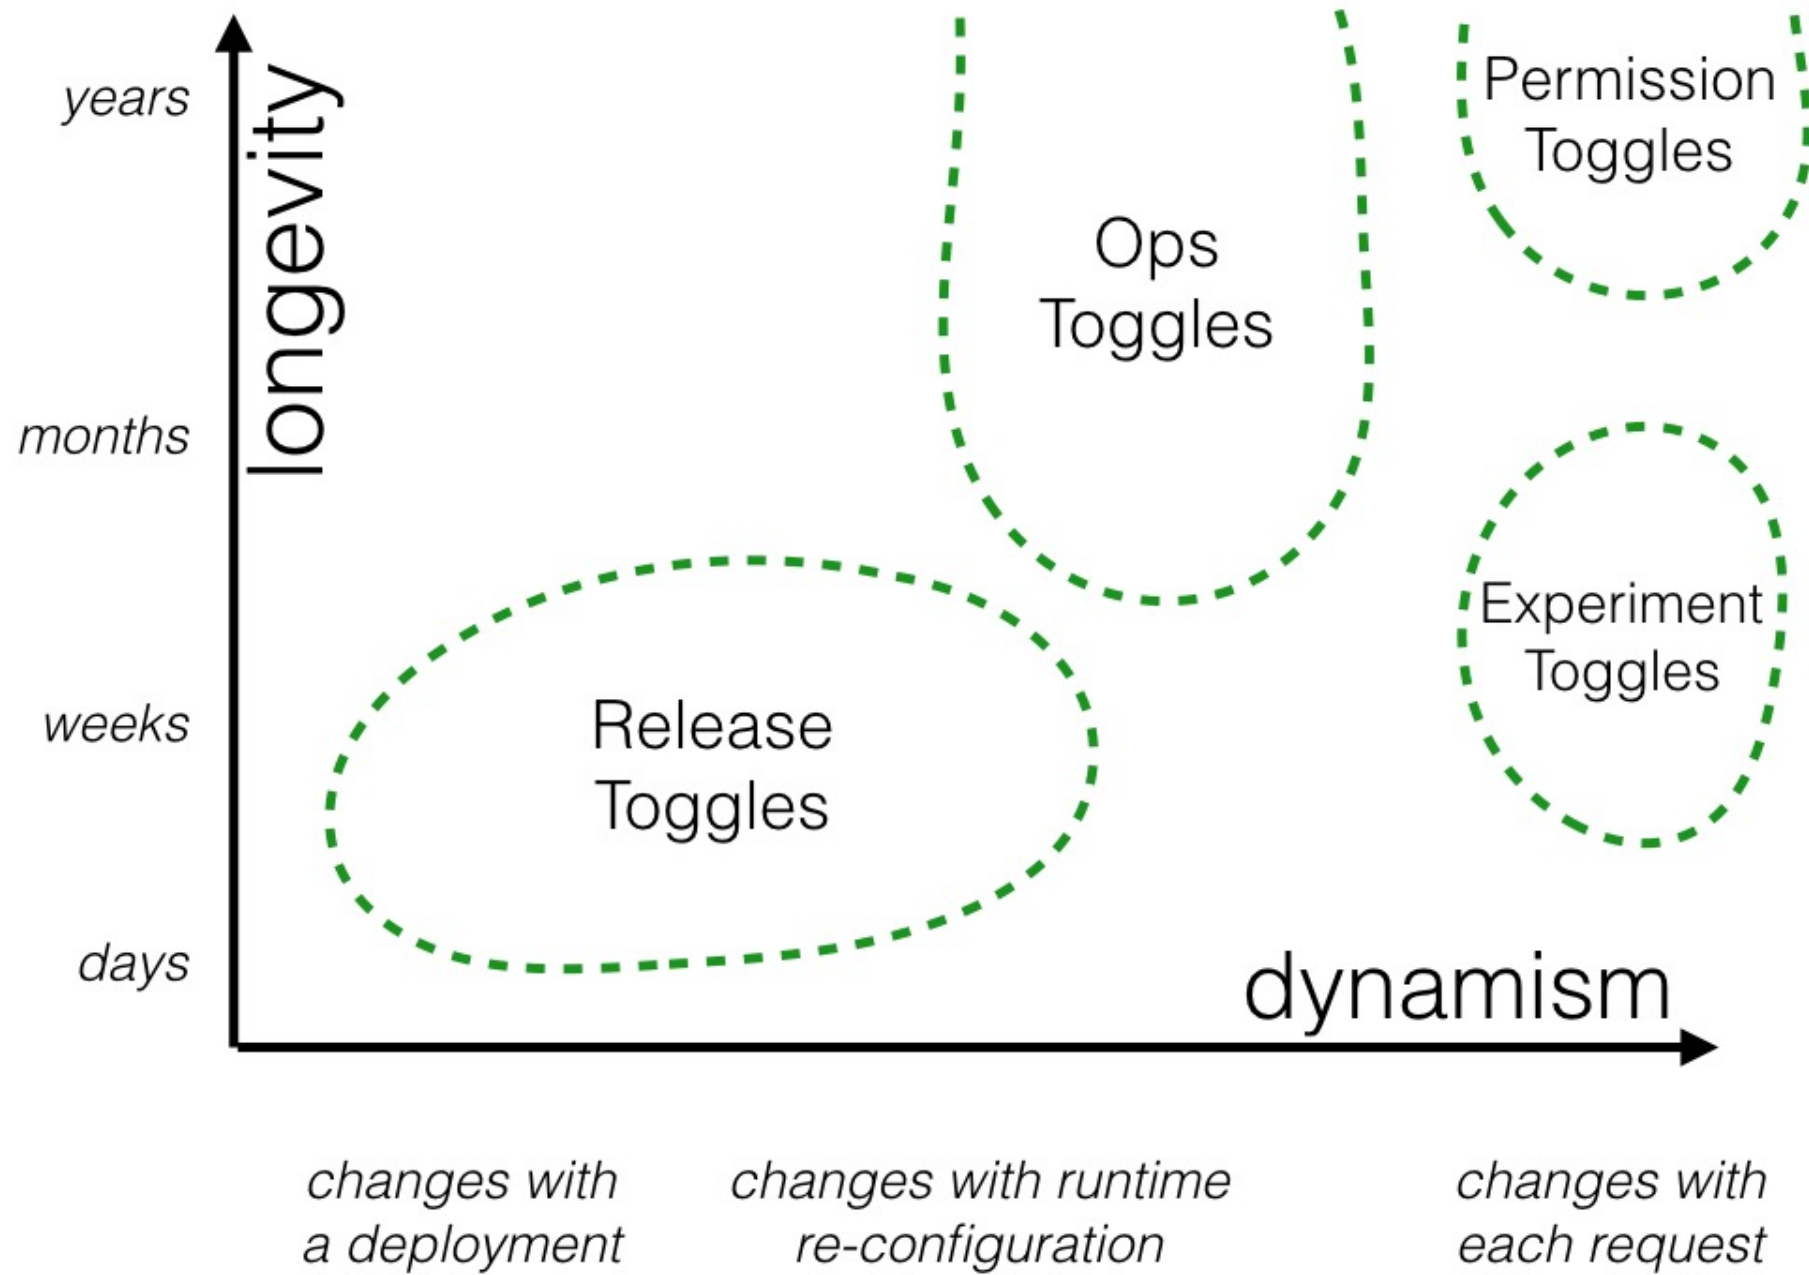 years
longevity
months
weeks
days
Ops
Toggles
Permission
Toggles
Experiment
Toggles
Release
Toggles
dynamism
changes with
a deployment
changes with runtime
re-configuration
changes with
each request